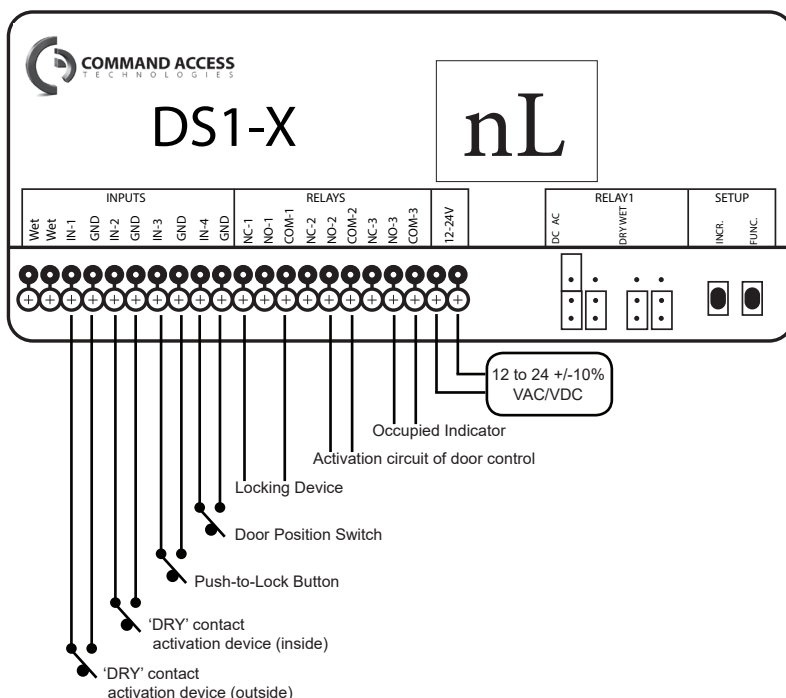 COMMAND ACCESS
TECHNOLOGIES
DS1-X
nL
INPUTS RELAYS RELAY1 SETUP
Wet Wet IN-1 GND IN-2 GND IN-3 GND IN-4 GND NC-1 NO-1 COM-1 NC-2 NO-2 COM-2 NC-3 NO-3 COM-3 12-24V DC AC DRY WET INCR. FUNC.
12 to 24 +/-10%
VAC/VDC
Occupied Indicator
Activation circuit of door control
Locking Device
Door Position Switch
Push-to-Lock Button
'DRY' contact
activation device (inside)
'DRY' contact
activation device (outside)